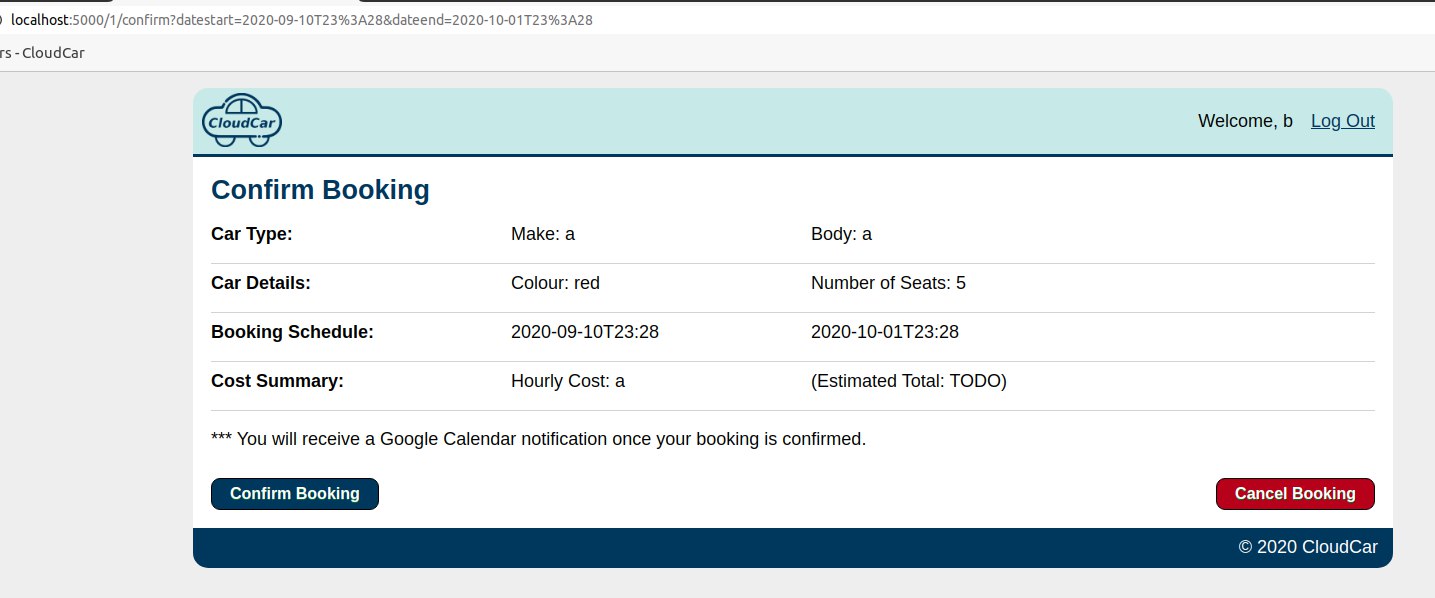 localhost:5000/1/confirm?datestart=2020-09-10T23%3A28&dateend=2020-10-01T23%3A28
rs - CloudCar
CloudCar
Welcome, b Log Out
Confirm Booking
Car Type: Make: a Body: a
Car Details: Colour: red Number of Seats: 5
Booking Schedule: 2020-09-10T23:28 2020-10-01T23:28
Cost Summary: Hourly Cost: a (Estimated Total: TODO)
*** You will receive a Google Calendar notification once your booking is confirmed.
Confirm Booking Cancel Booking
© 2020 CloudCar